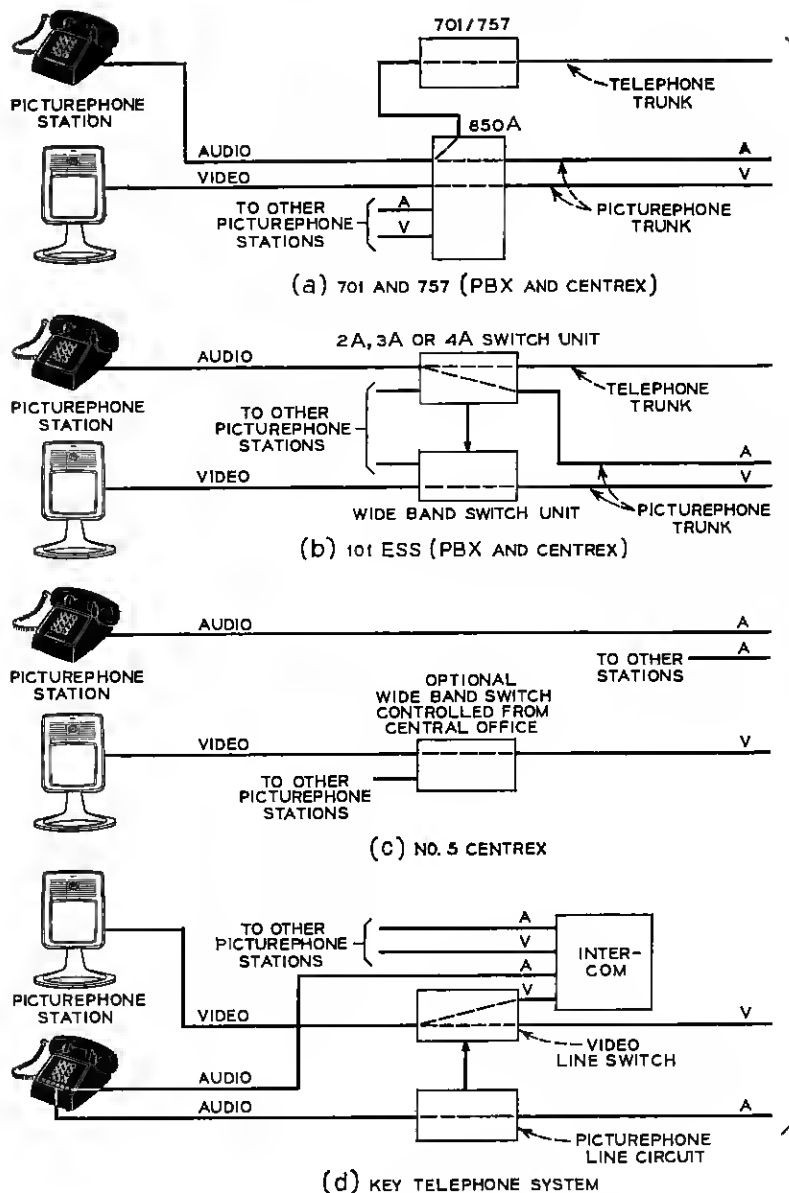 701/757
TELEPHONE
TRUNK
PICTUREPHONE
STATION
850A
AUDIO
A
VIDEO
V
TO OTHER
PICTUREPHONE
STATIONS
A
V
PICTUREPHONE
TRUNK
(a) 701 AND 757 (PBX AND CENTREX)
2A, 3A OR 4A SWITCH UNIT
AUDIO
PICTUREPHONE
STATION
TELEPHONE
TRUNK
TO OTHER
PICTUREPHONE
STATIONS
A
VIDEO
V
WIDE BAND SWITCH UNIT
PICTUREPHONE
TRUNK
(b) 101 ESS (PBX AND CENTREX)
AUDIO
A
A
TO OTHER
STATIONS
PICTUREPHONE
STATION
OPTIONAL
WIDE BAND SWITCH
CONTROLLED FROM
CENTRAL OFFICE
VIDEO
V
TO OTHER
PICTUREPHONE
STATIONS
(c) NO. 5 CENTREX
TO OTHER
PICTUREPHONE
STATIONS
A
V
A
V
INTER-
COM
PICTUREPHONE
STATION
VIDEO
V
VIDEO
LINE SWITCH
AUDIO
AUDIO
A
PICTUREPHONE
LINE CIRCUIT
(d) KEY TELEPHONE SYSTEM